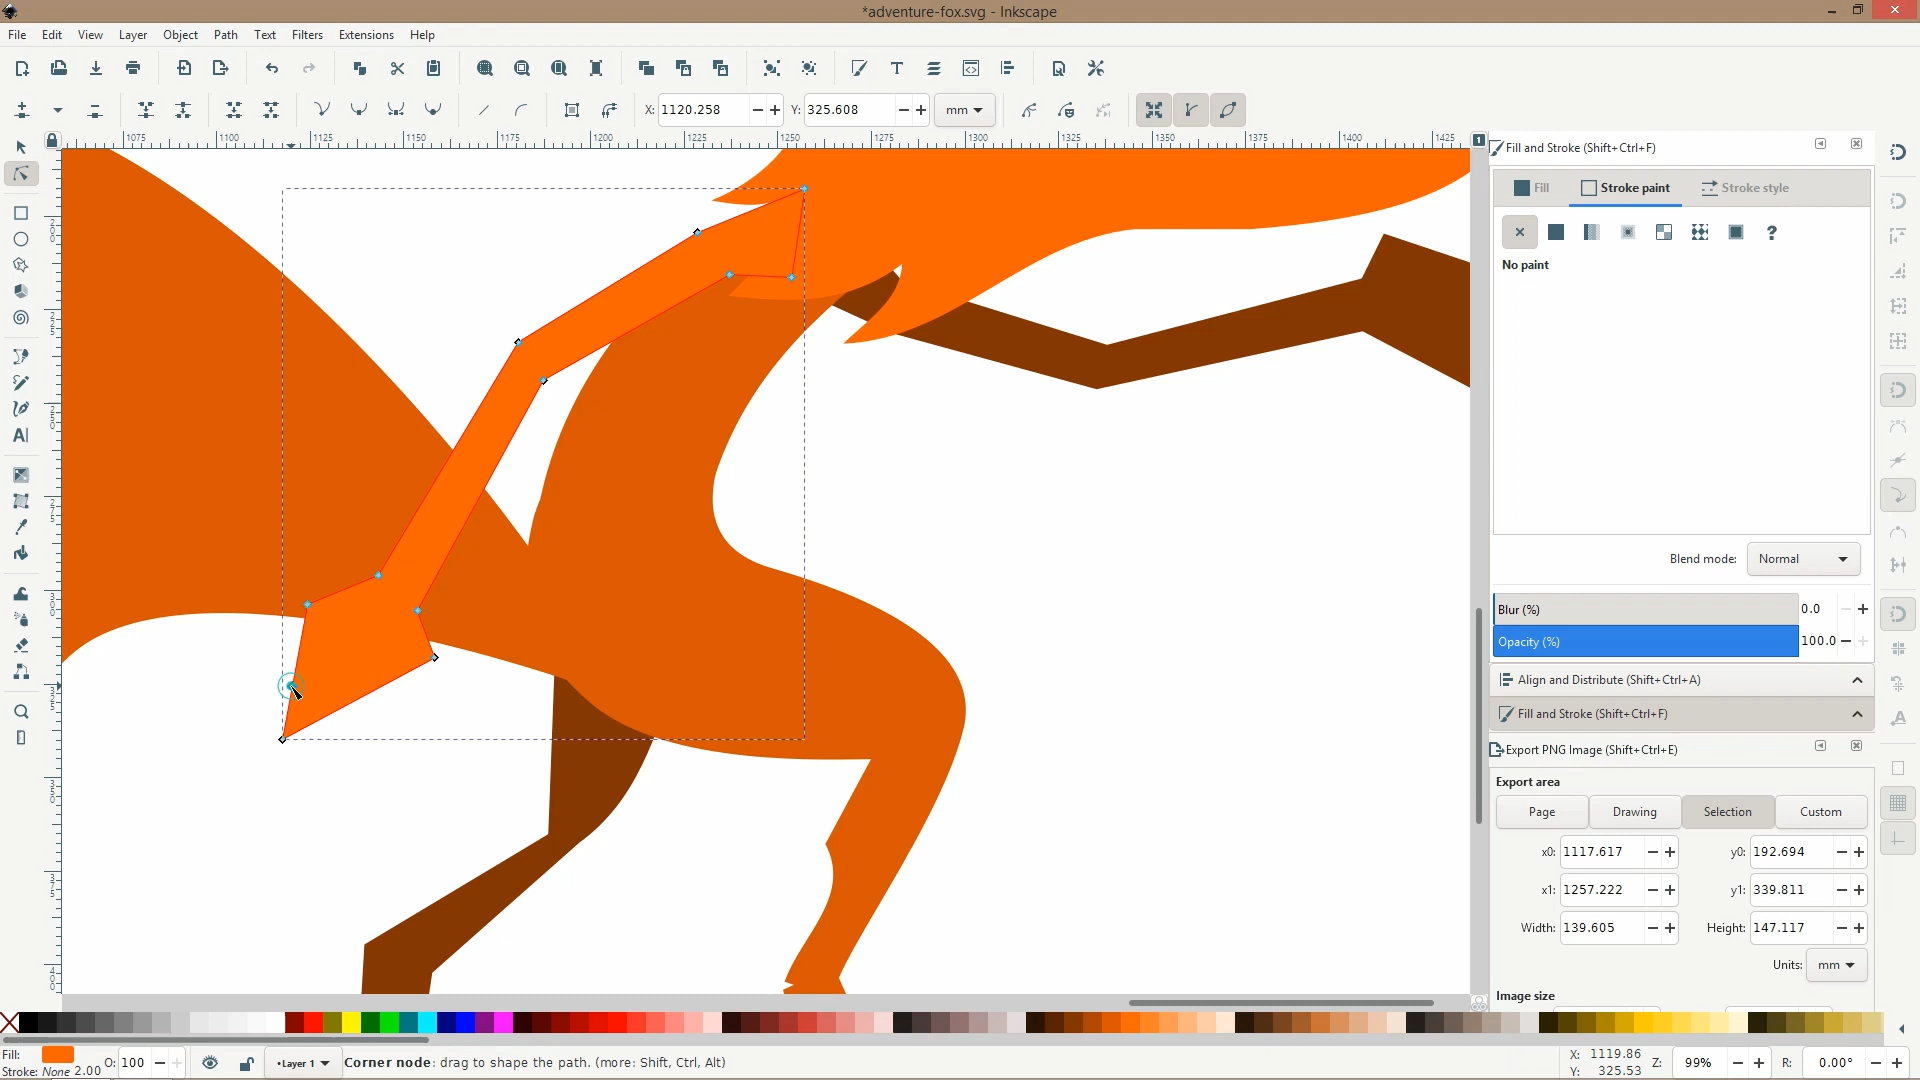 *adventure-fox.svg - Inkscape
File Edit View Layer Object Path Text Filters Extensions Help
X: 1120.258 Y: 325.608 mm
1075 1100 1125 1150 1175 1200 1225 1250 1275 1300 1325 1350 1375 1400 1425
1
Fill and Stroke (Shift+Ctrl+F)
Fill Stroke paint Stroke style
?
No paint
Blend mode: Normal
Blur (%) 0.0
Opacity (%) 100.0
Align and Distribute (Shift+Ctrl+A)
Fill and Stroke (Shift+Ctrl+F)
Export PNG Image (Shift+Ctrl+E)
Export area
Page Drawing Selection Custom
x0: 1117.617 y0: 192.694
x1: 1257.222 y1: 339.811
Width: 139.605 Height: 147.117
Units: mm
Image size
Fill: O: 100 •Layer 1 Corner node: drag to shape the path. (more: Shift, Ctrl, Alt)
Stroke: None 2.00
X: 1119.86 Z: 99% R: 0.00°
Y: 325.53